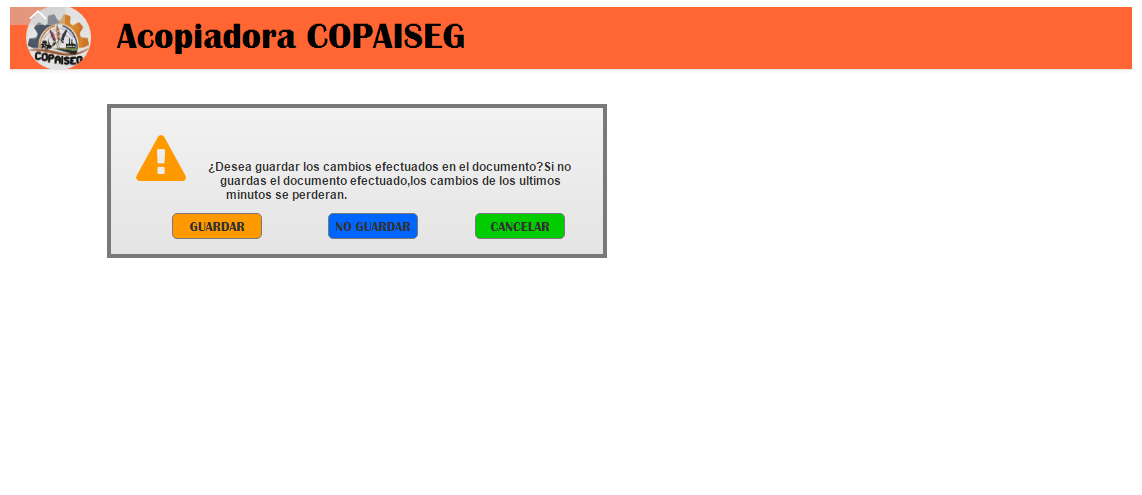 COPAISEG
Acopiadora COPAISEG
¿Desea guardar los cambios efectuados en el documento?Si no
guardas el documento efectuado,los cambios de los ultimos
minutos se perderan.
GUARDAR
NO GUARDAR
CANCELAR